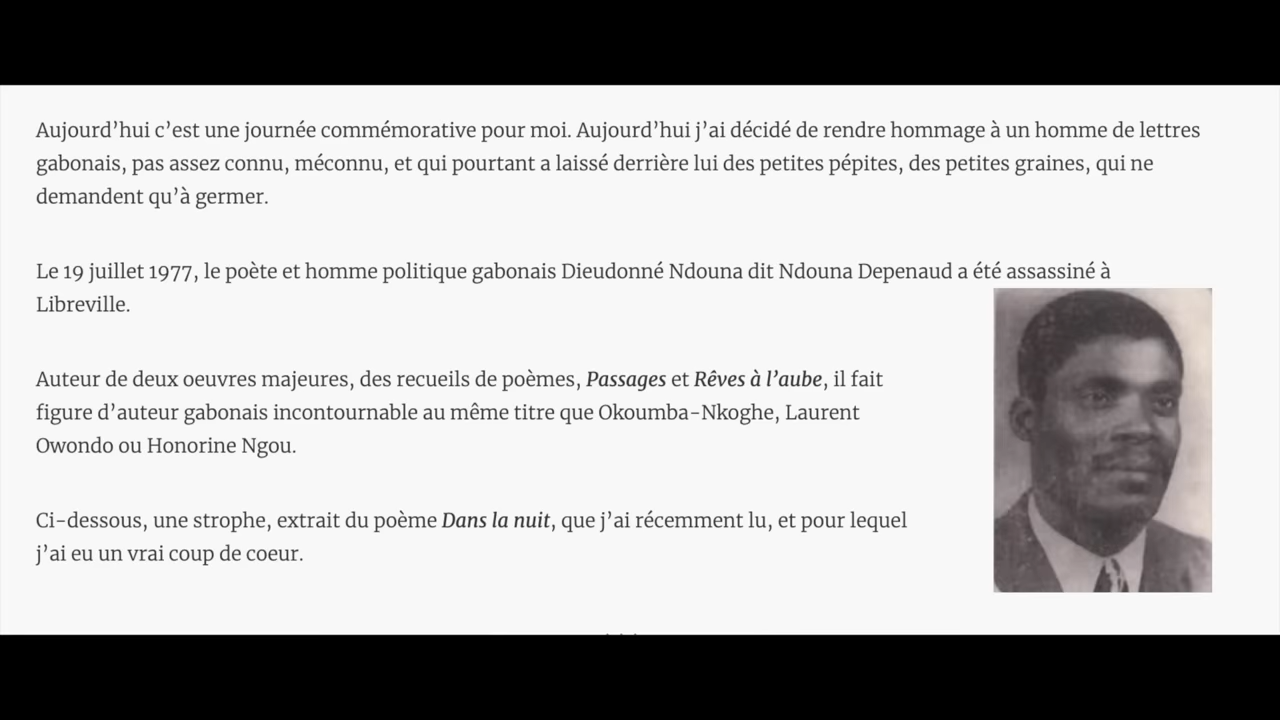 Aujourd’hui c’est une journée commémorative pour moi. Aujourd’hui j’ai décidé de rendre hommage à un homme de lettres
gabonais, pas assez connu, méconnu, et qui pourtant a laissé derrière lui des petites pépites, des petites graines, qui ne
demandent qu’à germer.
Le 19 juillet 1977, le poète et homme politique gabonais Dieudonné Ndouna dit Ndouna Depenaud a été assassiné à
Libreville.
Auteur de deux oeuvres majeures, des recueils de poèmes, Passages et Rêves à l’aube, il fait
figure d’auteur gabonais incontournable au même titre que Okoumba-Nkoghe, Laurent
Owondo ou Honorine Ngou.
Ci-dessous, une strophe, extrait du poème Dans la nuit, que j’ai récemment lu, et pour lequel
j’ai eu un vrai coup de coeur.